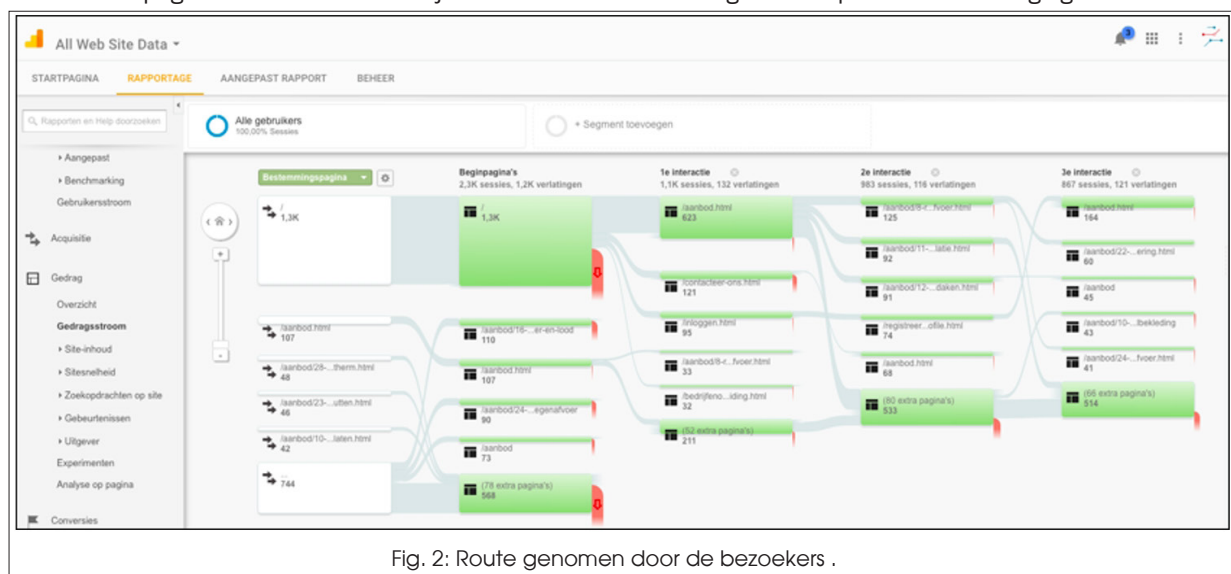 All Web Site Data
3
STARTPAGINA RAPPORTAGE AANGEPAST RAPPORT BEHEER
Rapporten en Help doorzoeken
Alle gebruikers
100,00% Sessies
+ Segment toevoegen
Aangepast
Benchmarking
Gebruikersstroom
Acquisitie
Gedrag
Overzicht
Gedragsstroom
Site-inhoud
Sitesnelheid
Zoekopdrachten op site
Gebeurtenissen
Uitgever
Experimenten
Analyse op pagina
Conversies
Bestemmingspagina
/
1,3K
/aanbod.html
107
/aanbod/28-...therm.html
48
/aanbod/23-...utten.html
46
/aanbod/10-...laten.html
42
...
744
Beginpagina's
2,3K sessies, 1,2K verlatingen
/
1,3K
/aanbod/16-...er-en-lood
110
/aanbod.html
107
/aanbod/24-...egenafvoer
90
/aanbod
73
(78 extra pagina's)
568
1e interactie
1,1K sessies, 132 verlatingen
/aanbod.html
623
/contacteer-ons.html
121
/inloggen.html
95
/aanbod/8-r...fvoer.html
33
/bedrijfeno...iding.html
32
(52 extra pagina's)
211
2e interactie
983 sessies, 116 verlatingen
/aanbod/8-r...fvoer.html
125
/aanbod/11-...latie.html
92
/aanbod/12-...daken.html
91
/registreer...ofile.html
74
/aanbod.html
68
(80 extra pagina's)
533
3e interactie
867 sessies, 121 verlatingen
/aanbod.html
164
/aanbod/22-...ering.html
60
/aanbod
45
/aanbod/10-...lbekleding
43
/aanbod/24-...fvoer.html
41
(66 extra pagina's)
514
Fig. 2: Route genomen door de bezoekers .